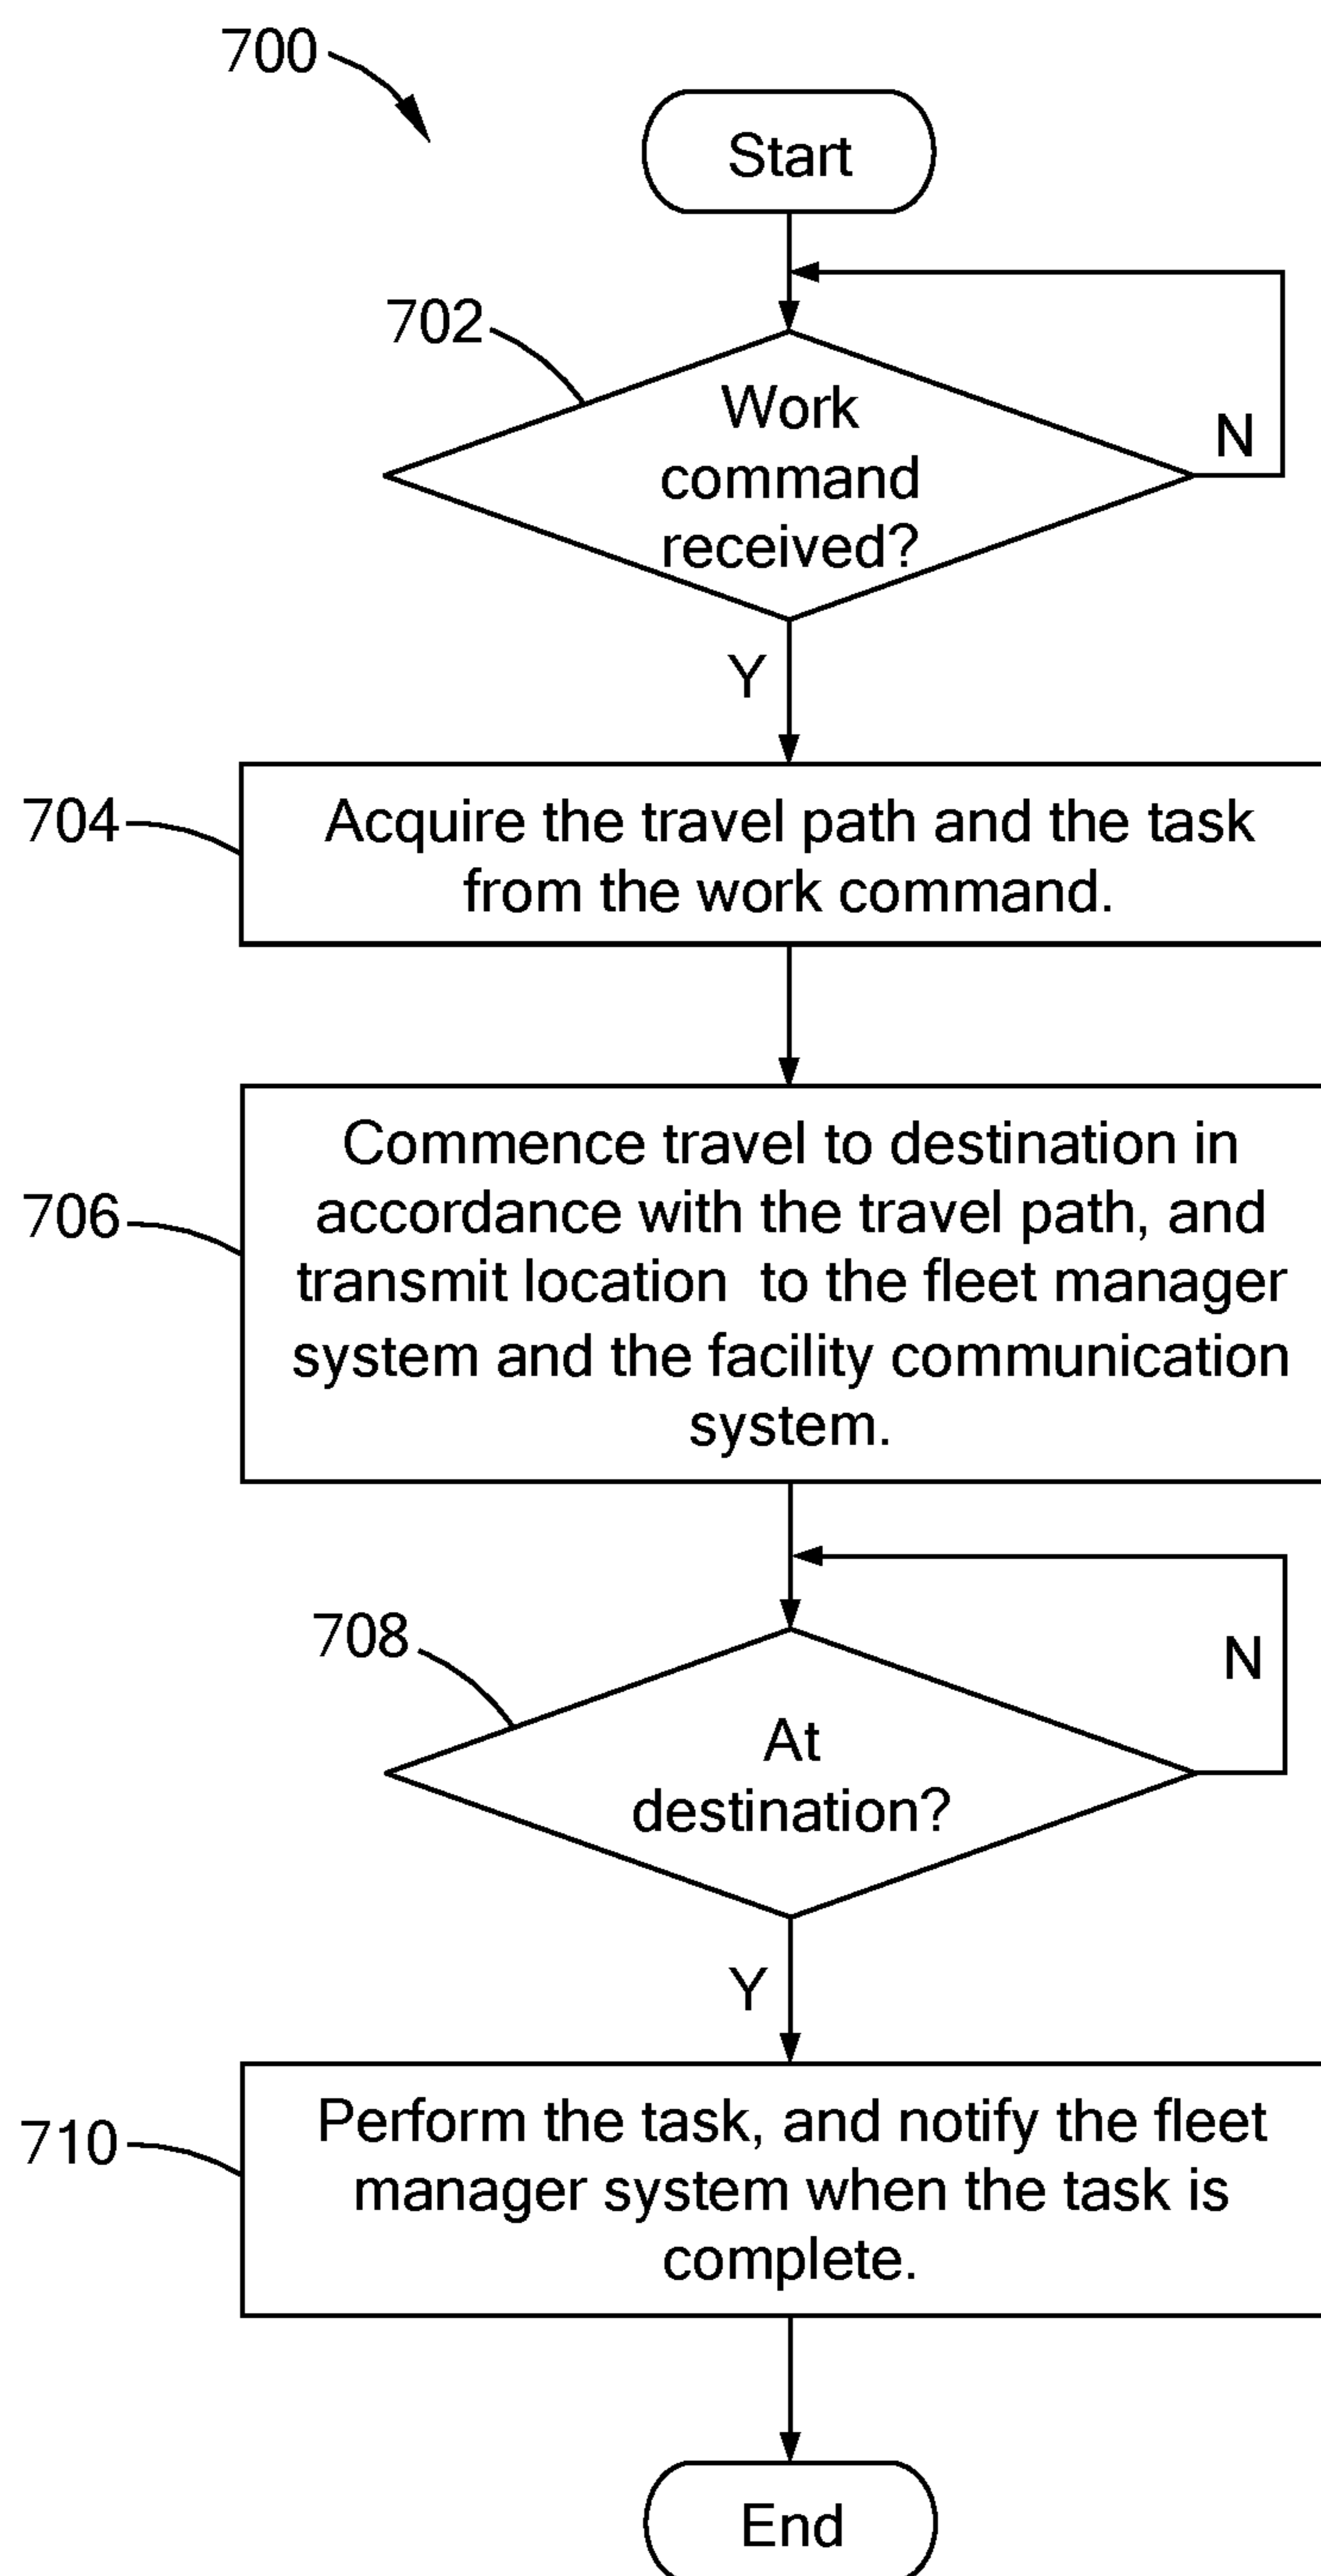 700
Start
702
Work
command
received?
N
Y
704
Acquire the travel path and the task
from the work command.
706
Commence travel to destination in
accordance with the travel path, and
transmit location  to the fleet manager
system and the facility communication
system.
708
N
At
destination?
Y
710
Perform the task, and notify the fleet
manager system when the task is
complete.
End